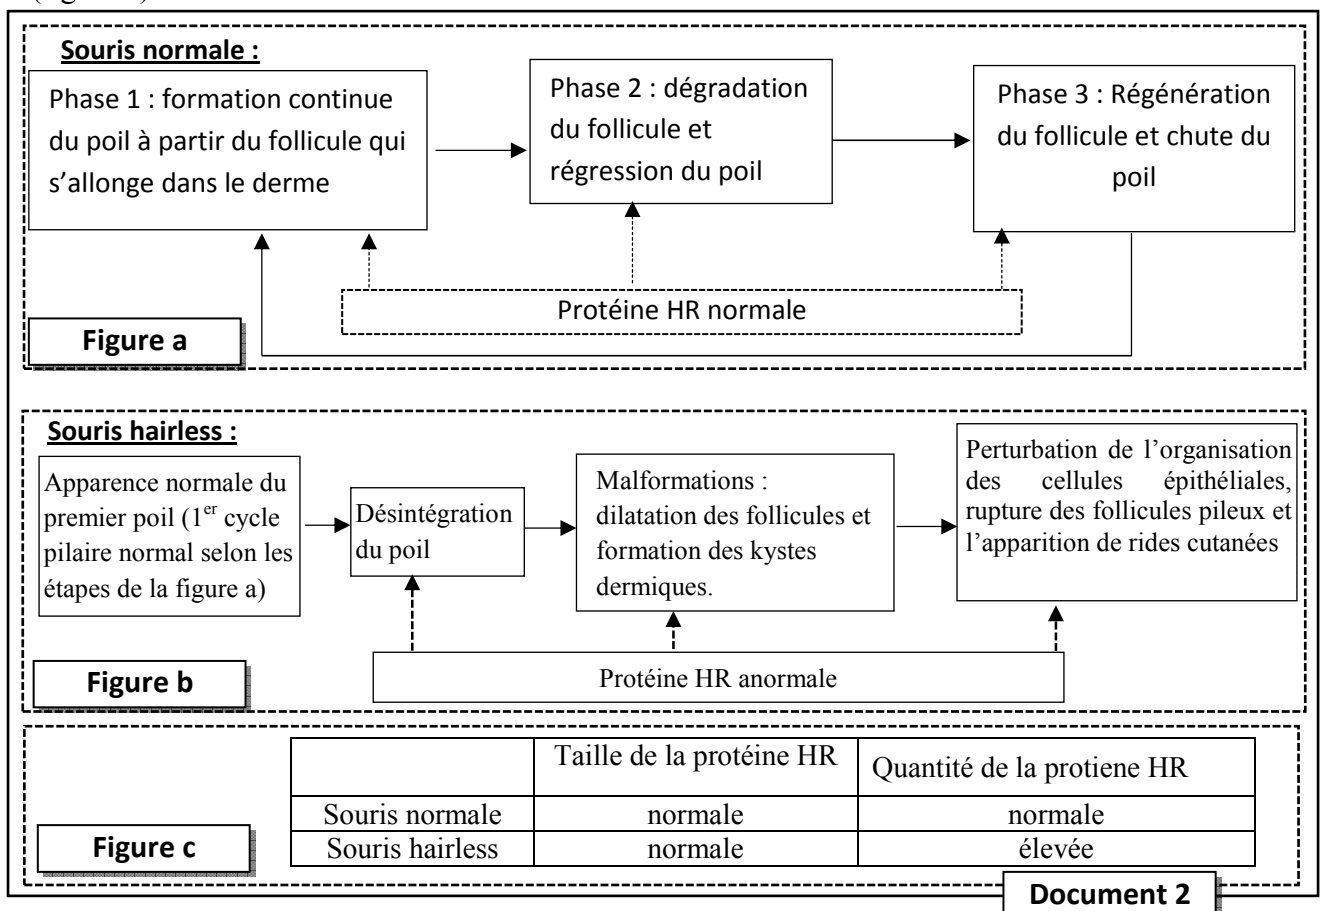 Souris normale :
Phase 1 : formation continue
du poil à partir du follicule qui
s’allonge dans le derme
Phase 2 : dégradation
du follicule et
régression du poil
Phase 3 : Régénération
du follicule et chute du
poil
Protéine HR normale
Figure a
Souris hairless :
Apparence normale du
premier poil (1er cycle
pilaire normal selon les
étapes de la figure a)
Désintégration
du poil
Malformations :
dilatation des follicules et
formation des kystes
dermiques.
Perturbation de l’organisation
des cellules épithéliales,
rupture des follicules pileux et
l’apparition de rides cutanées
Protéine HR anormale
Figure b
Taille de la protéine HR
Quantité de la protiene HR
Souris normale normale normale
Souris hairless normale élevée
Figure c
Document 2